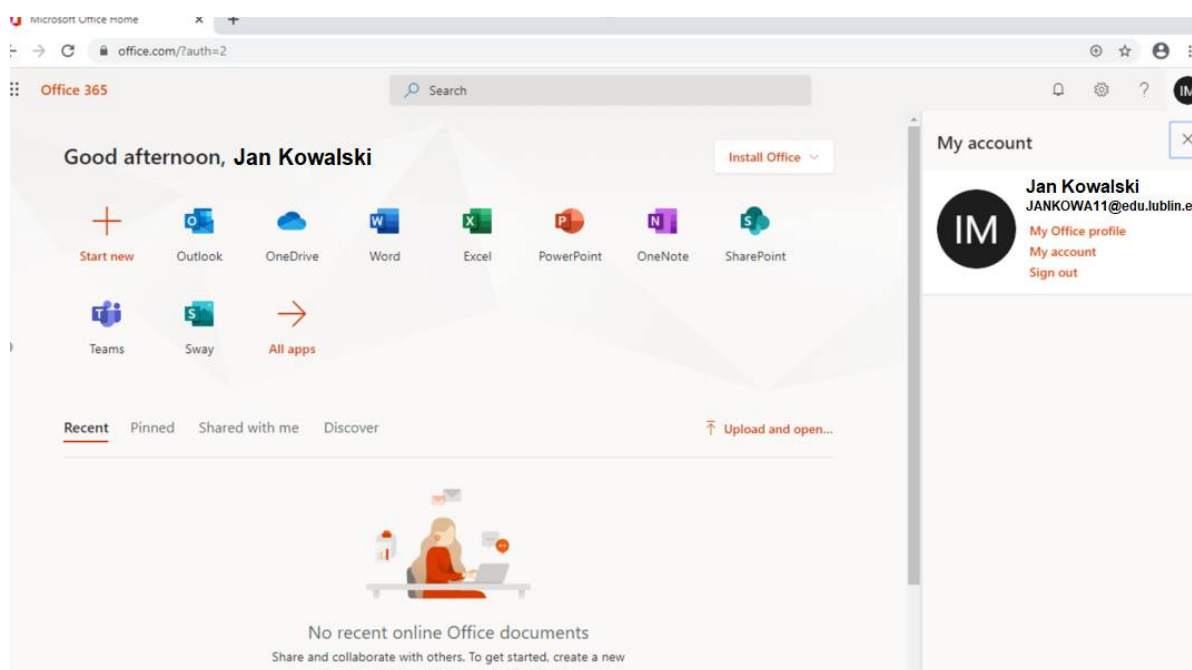 Microsoft Office Home
office.com/?auth=2
Office 365
Search
IM
My account
Good afternoon, Jan Kowalski
Install Office
Jan Kowalski
JANKOWA11@edu.lublin.e
IM
My Office profile
My account
Sign out
Start new
Outlook
OneDrive
Word
Excel
PowerPoint
OneNote
SharePoint
Teams
Sway
All apps
Recent
Pinned
Shared with me
Discover
Upload and open...
No recent online Office documents
Share and collaborate with others. To get started, create a new